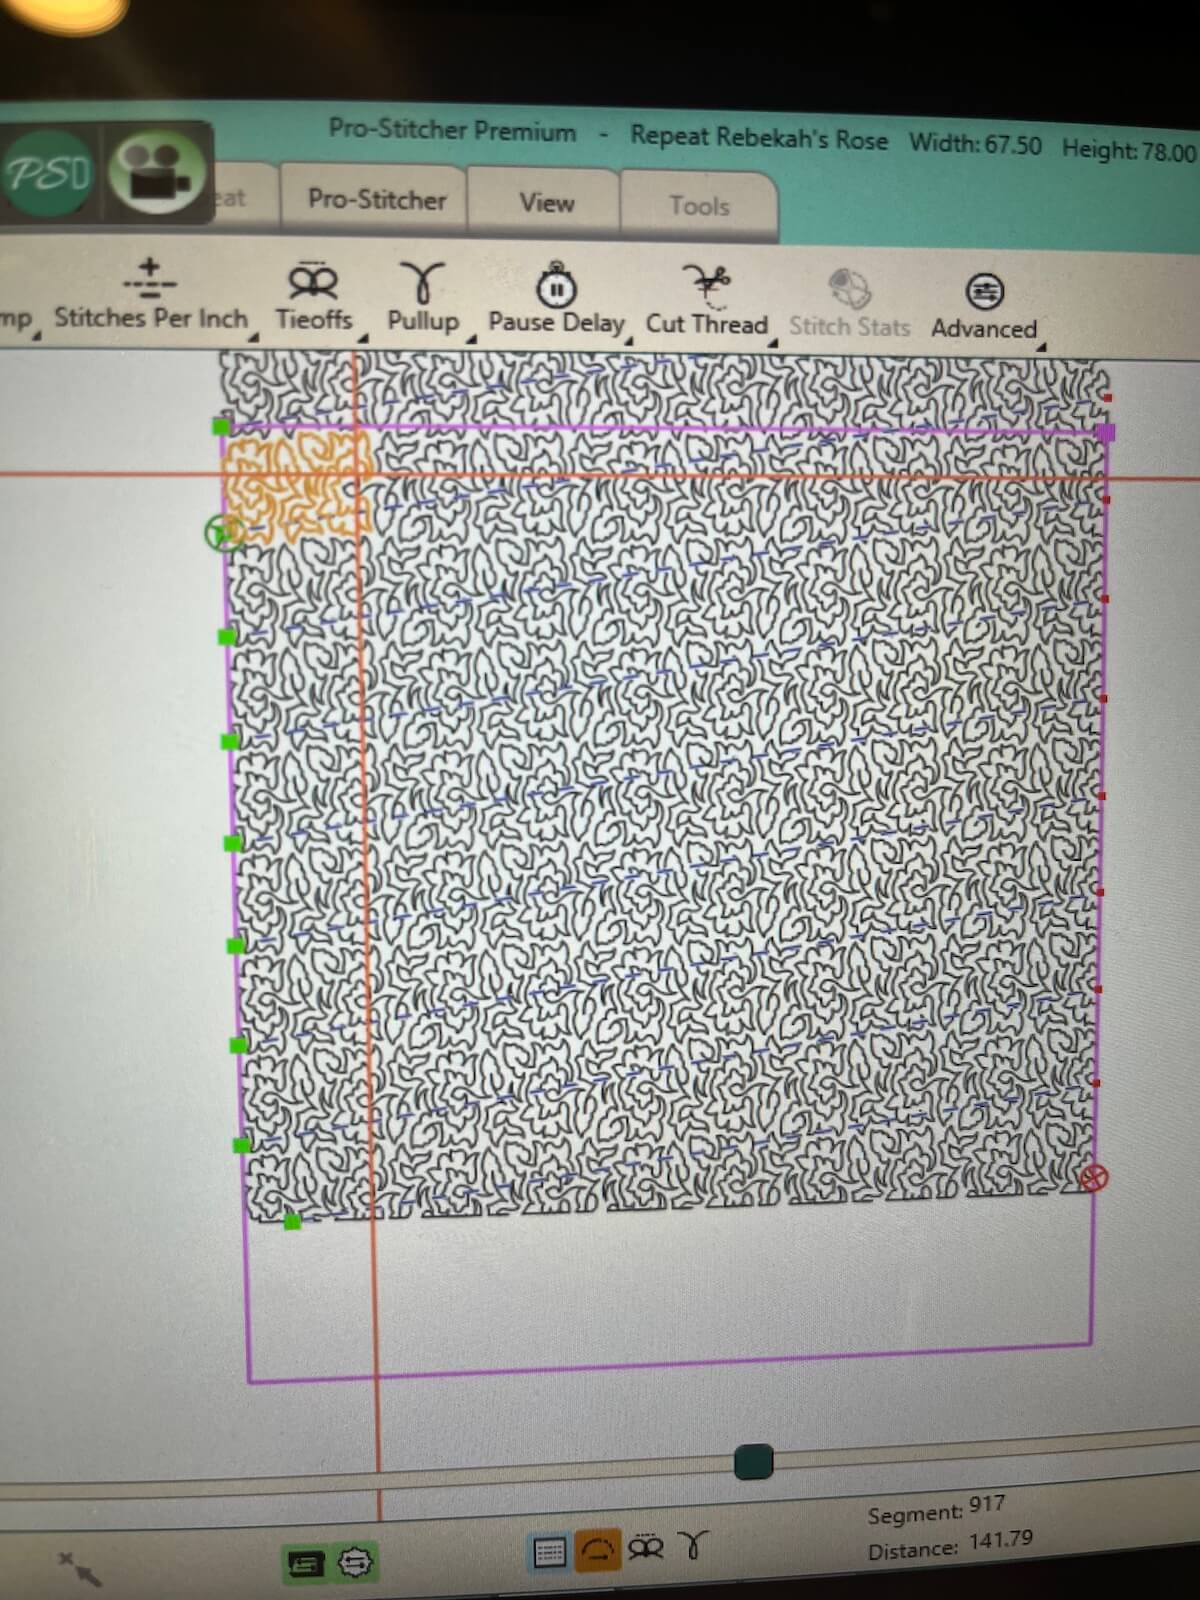 Pro-Stitcher Premium - Repeat Rebekah's Rose Width: 67.50 Height: 78.00
PSD
eat Pro-Stitcher View Tools
mp Stitches Per Inch Tieoffs Pullup Pause Delay Cut Thread Stitch Stats Advanced
Segment: 917
Distance: 141.79